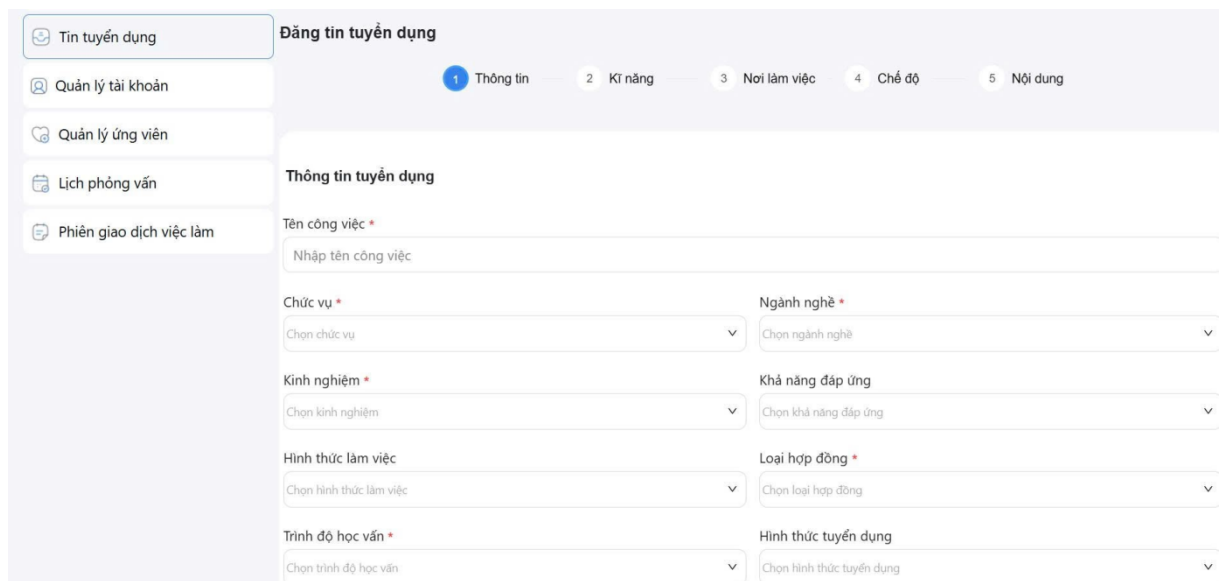 Tin tuyển dụng
Quản lý tài khoản
Quản lý ứng viên
Lịch phỏng vấn
Phiên giao dịch việc làm
Đăng tin tuyển dụng
1 Thông tin 2 Kĩ năng 3 Nơi làm việc 4 Chế độ 5 Nội dung
Thông tin tuyển dụng
Tên công việc *
Nhập tên công việc
Chức vụ * Ngành nghề *
Chọn chức vụ Chọn ngành nghề
Kinh nghiệm * Khả năng đáp ứng
Chọn kinh nghiệm Chọn khả năng đáp ứng
Hình thức làm việc Loại hợp đồng *
Chọn hình thức làm việc Chọn loại hợp đồng
Trình độ học vấn * Hình thức tuyển dụng
Chọn trình độ học vấn Chọn hình thức tuyển dụng